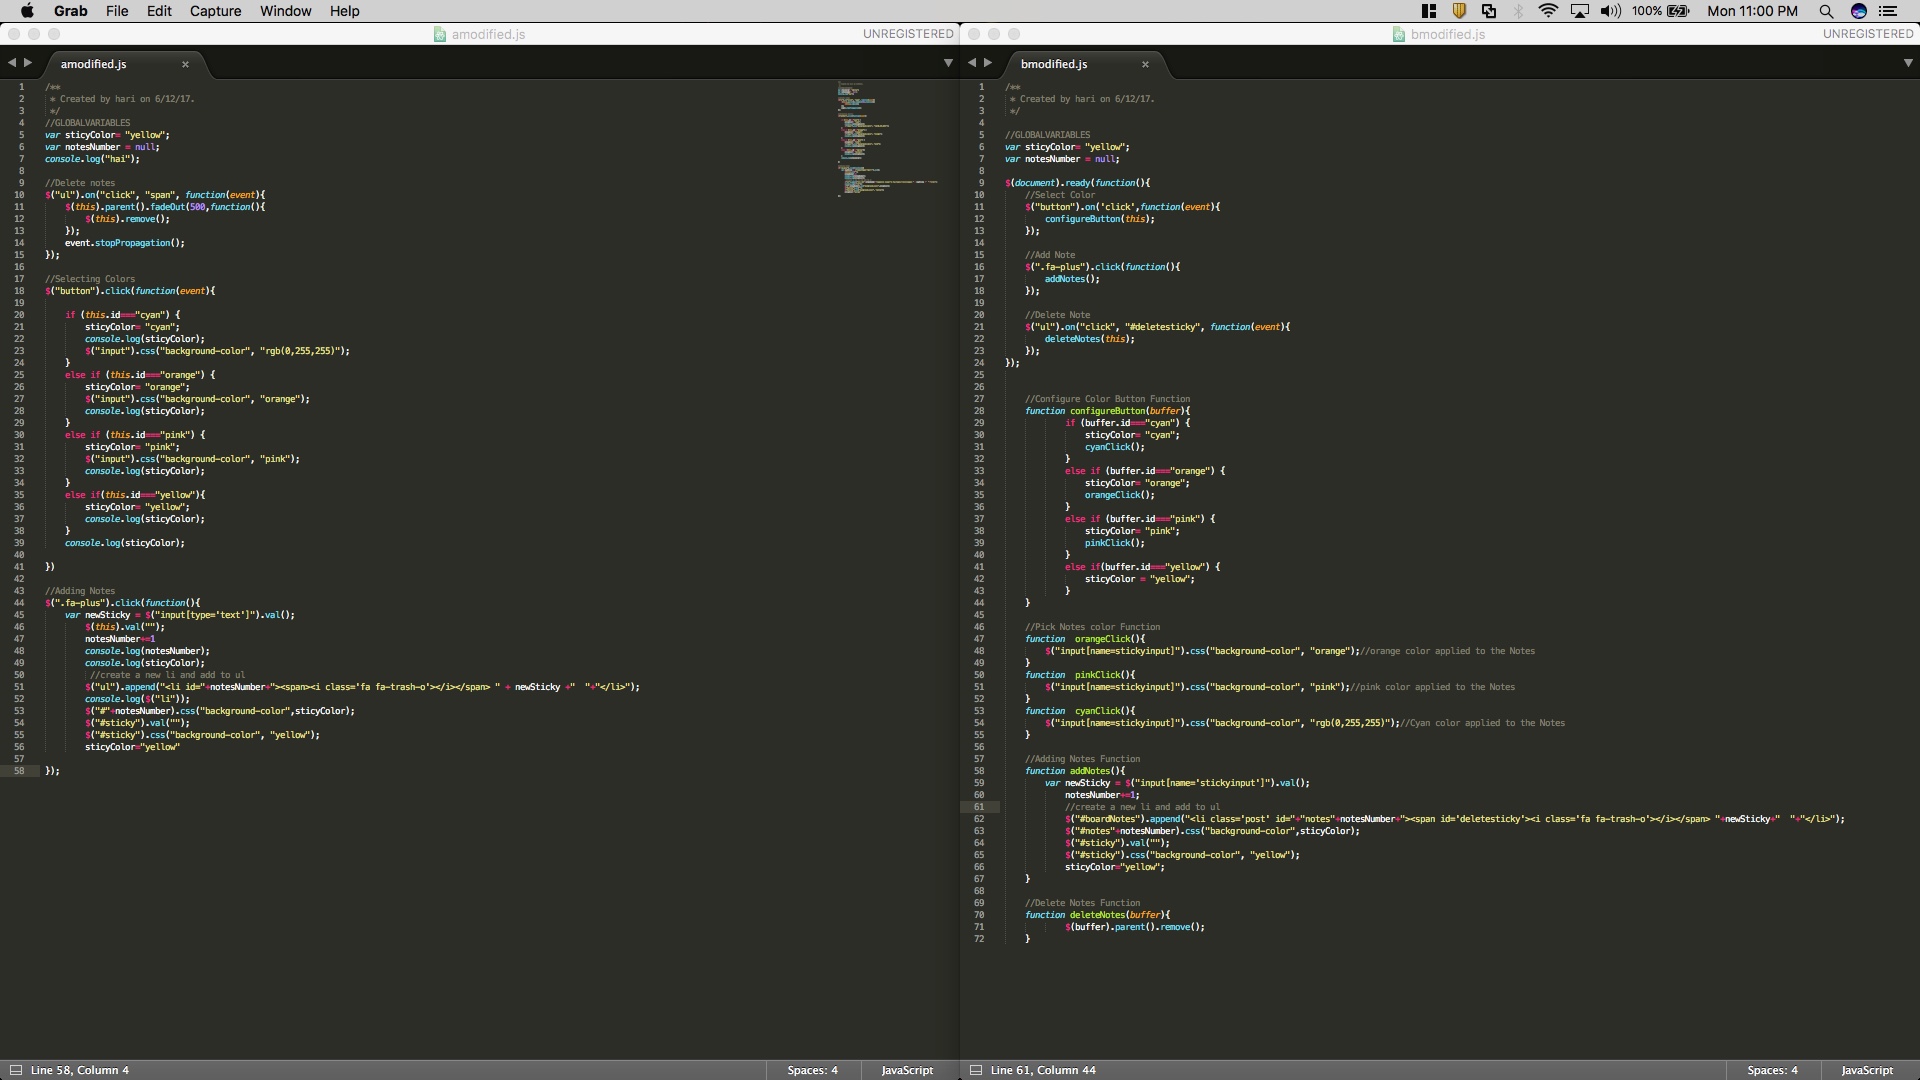 Grab File Edit Capture Window Help 100% Mon 11:00 PM
amodified.js UNREGISTERED
amodified.js ×
1 /**
2  * Created by hari on 6/12/17.
3  */
4 //GLOBALVARIABLES
5 var sticyColor= "yellow";
6 var notesNumber = null;
7 console.log("hai");
8
9 //Delete notes
10 $("ul").on("click", "span", function(event){
11     $(this).parent().fadeOut(500,function(){
12         $(this).remove();
13     });
14     event.stopPropagation();
15 });
16
17 //Selecting Colors
18 $("button").click(function(event){
19
20     if (this.id==="cyan") {
21         sticyColor= "cyan";
22         console.log(sticyColor);
23         $("input").css("background-color", "rgb(0,255,255)");
24     }
25     else if (this.id==="orange") {
26         sticyColor= "orange";
27         $("input").css("background-color", "orange");
28         console.log(sticyColor);
29     }
30     else if (this.id==="pink") {
31         sticyColor= "pink";
32         $("input").css("background-color", "pink");
33         console.log(sticyColor);
34     }
35     else if(this.id==="yellow"){
36         sticyColor= "yellow";
37         console.log(sticyColor);
38     }
39     console.log(sticyColor);
40
41 })
42
43 //Adding Notes
44 $(".fa-plus").click(function(){
45     var newSticky = $("input[type='text']").val();
46         $(this).val("");
47         notesNumber+=1
48         console.log(notesNumber);
49         console.log(sticyColor);
50          //create a new li and add to ul
51         $("ul").append("<li id="+notesNumber+"><span><i class='fa fa-trash-o'></i></span> " + newSticky +"  "+"</li>");
52         console.log($("li"));
53         $("#"+notesNumber).css("background-color",sticyColor);
54         $("#sticky").val("");
55         $("#sticky").css("background-color", "yellow");
56         sticyColor="yellow"
57
58 });
Line 58, Column 4 Spaces: 4 JavaScript
bmodified.js UNREGISTERED
bmodified.js ×
1 /**
2  * Created by hari on 6/12/17.
3  */
4
5 //GLOBALVARIABLES
6 var sticyColor= "yellow";
7 var notesNumber = null;
8
9 $(document).ready(function(){
10     //Select Color
11     $("button").on('click',function(event){
12         configureButton(this);
13     });
14
15     //Add Note
16     $(".fa-plus").click(function(){
17         addNotes();
18     });
19
20     //Delete Note
21     $("ul").on("click", "#deletesticky", function(event){
22         deleteNotes(this);
23     });
24 });
25
26
27     //Configure Color Button Function
28     function configureButton(buffer){
29             if (buffer.id==="cyan") {
30                 sticyColor= "cyan";
31                 cyanClick();
32             }
33             else if (buffer.id==="orange") {
34                 sticyColor= "orange";
35                 orangeClick();
36             }
37             else if (buffer.id==="pink") {
38                 sticyColor= "pink";
39                 pinkClick();
40             }
41             else if(buffer.id==="yellow") {
42                 sticyColor = "yellow";
43             }
44     }
45
46     //Pick Notes color Function
47     function  orangeClick(){
48         $("input[name=stickyinput]").css("background-color", "orange");//orange color applied to the Notes
49     }
50     function  pinkClick(){
51         $("input[name=stickyinput]").css("background-color", "pink");//pink color applied to the Notes
52     }
53     function  cyanClick(){
54         $("input[name=stickyinput]").css("background-color", "rgb(0,255,255)");//Cyan color applied to the Notes
55     }
56
57     //Adding Notes Function
58     function addNotes(){
59         var newSticky = $("input[name='stickyinput']").val();
60             notesNumber+=1;
61             //create a new li and add to ul
62             $("#boardNotes").append("<li class='post' id="+"notes"+notesNumber+"><span id='deletesticky'><i class='fa fa-trash-o'></i></span> "+newSticky+"  "+"</li>");
63             $("#notes"+notesNumber).css("background-color",sticyColor);
64             $("#sticky").val("");
65             $("#sticky").css("background-color", "yellow");
66             sticyColor="yellow";
67     }
68
69     //Delete Notes Function
70     function deleteNotes(buffer){
71             $(buffer).parent().remove();
72     }
Line 61, Column 44 Spaces: 4 JavaScript